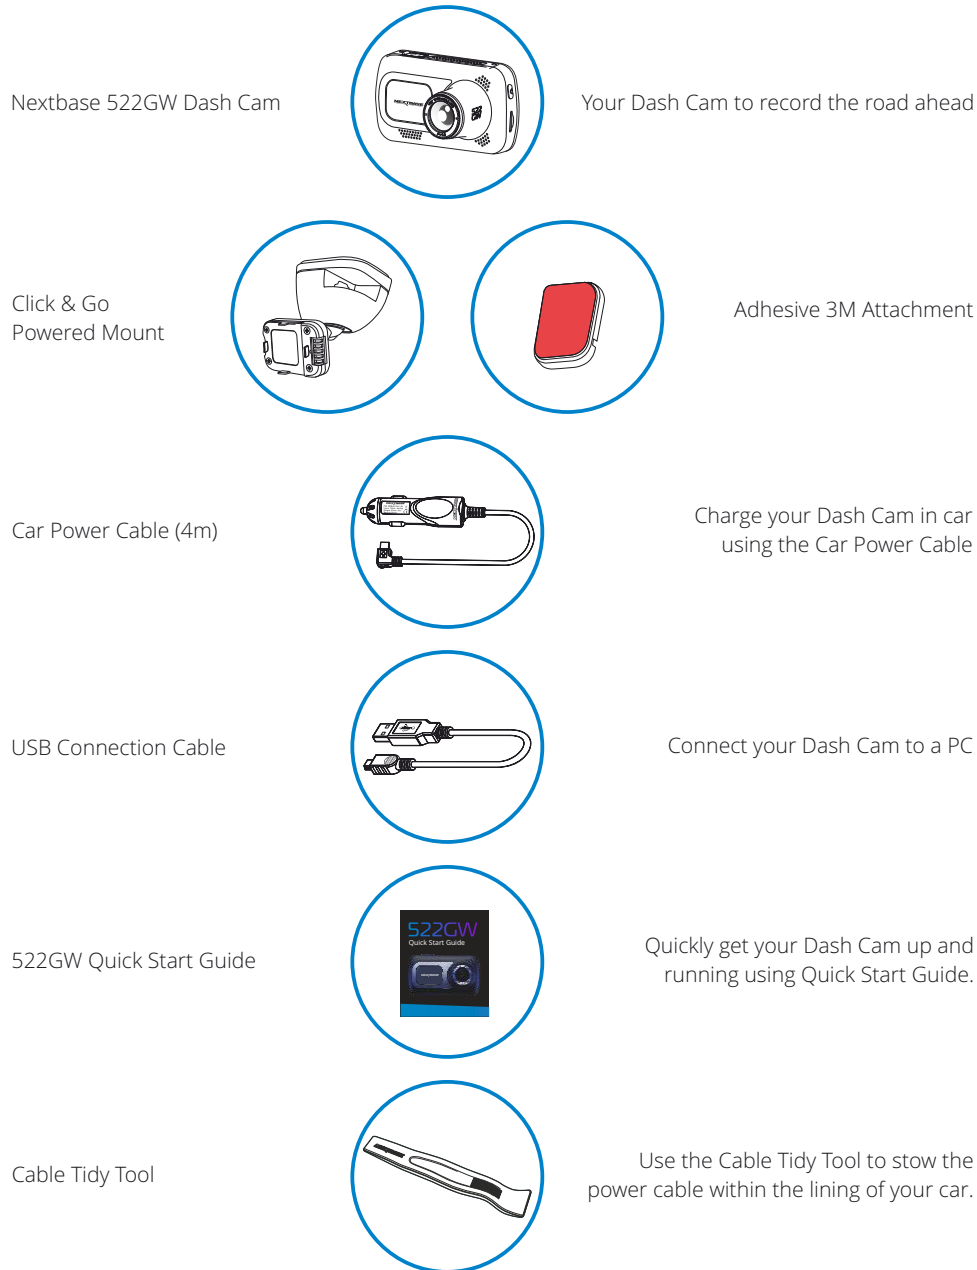 Nextbase 522GW Dash Cam
NEXTBASE
Your Dash Cam to record the road ahead
Click & Go
Powered Mount
Adhesive 3M Attachment
Car Power Cable (4m)
Charge your Dash Cam in car
using the Car Power Cable
USB Connection Cable
Connect your Dash Cam to a PC
522GW Quick Start Guide
522GW
Quick Start Guide
Quickly get your Dash Cam up and
running using Quick Start Guide.
Cable Tidy Tool
Use the Cable Tidy Tool to stow the
power cable within the lining of your car.